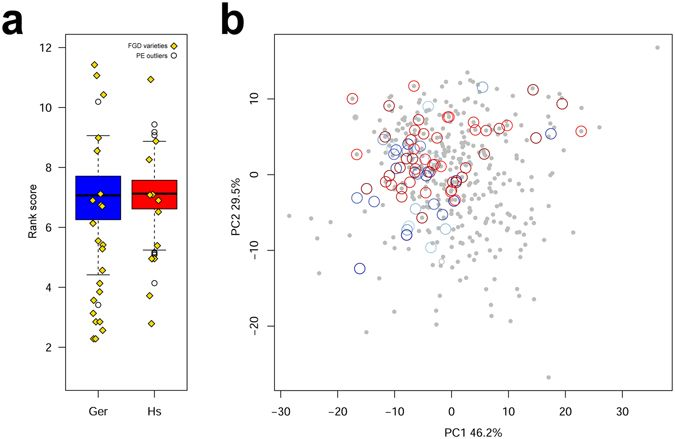 a
b
FGD varieties
PE outliers
Rank score
12
10
8
6
4
2
Ger Hs
PC2 29.5%
10
0
−10
−20
−30 −20 −10 0 10 20 30
PC1 46.2%